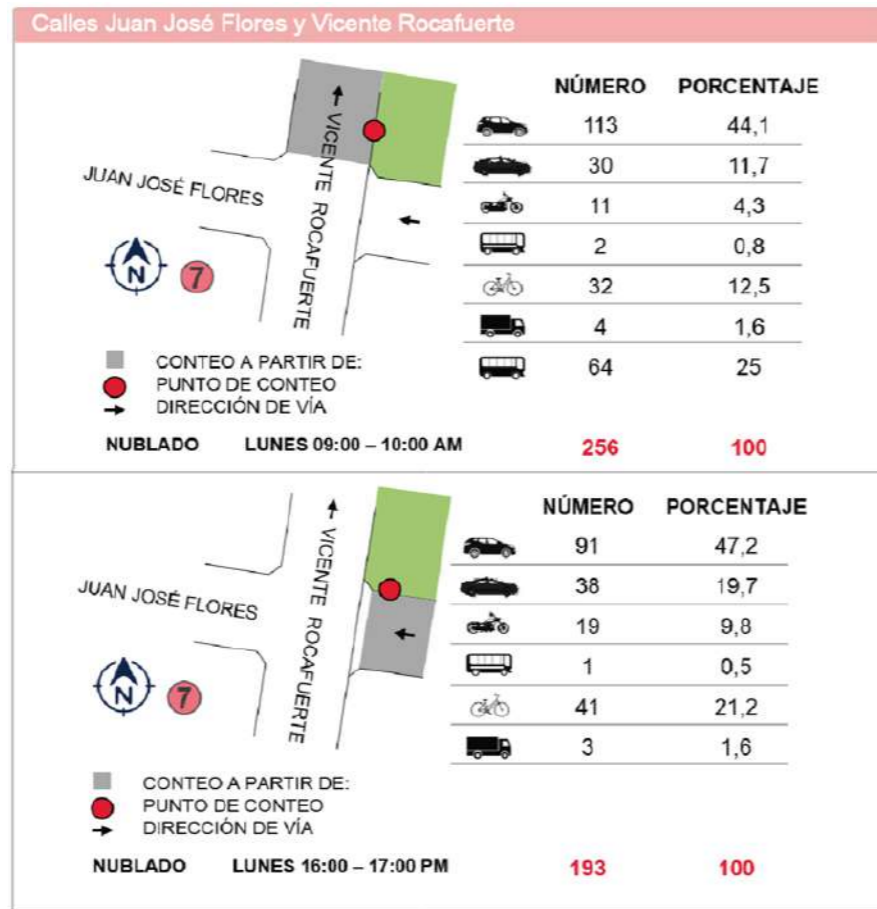 Calles Juan José Flores y Vicente Rocafuerte
NÚMERO PORCENTAJE
113 44,1
30 11,7
11 4,3
2 0,8
32 12,5
4 1,6
64 25
VICENTE ROCAFUERTE
JUAN JOSÉ FLORES
N
7
CONTEO A PARTIR DE:
PUNTO DE CONTEO
DIRECCIÓN DE VÍA
NUBLADO LUNES 09:00 – 10:00 AM 256 100
NÚMERO PORCENTAJE
91 47,2
38 19,7
19 9,8
1 0,5
41 21,2
3 1,6
VICENTE ROCAFUERTE
JUAN JOSÉ FLORES
N
7
CONTEO A PARTIR DE:
PUNTO DE CONTEO
DIRECCIÓN DE VÍA
NUBLADO LUNES 16:00 – 17:00 PM 193 100